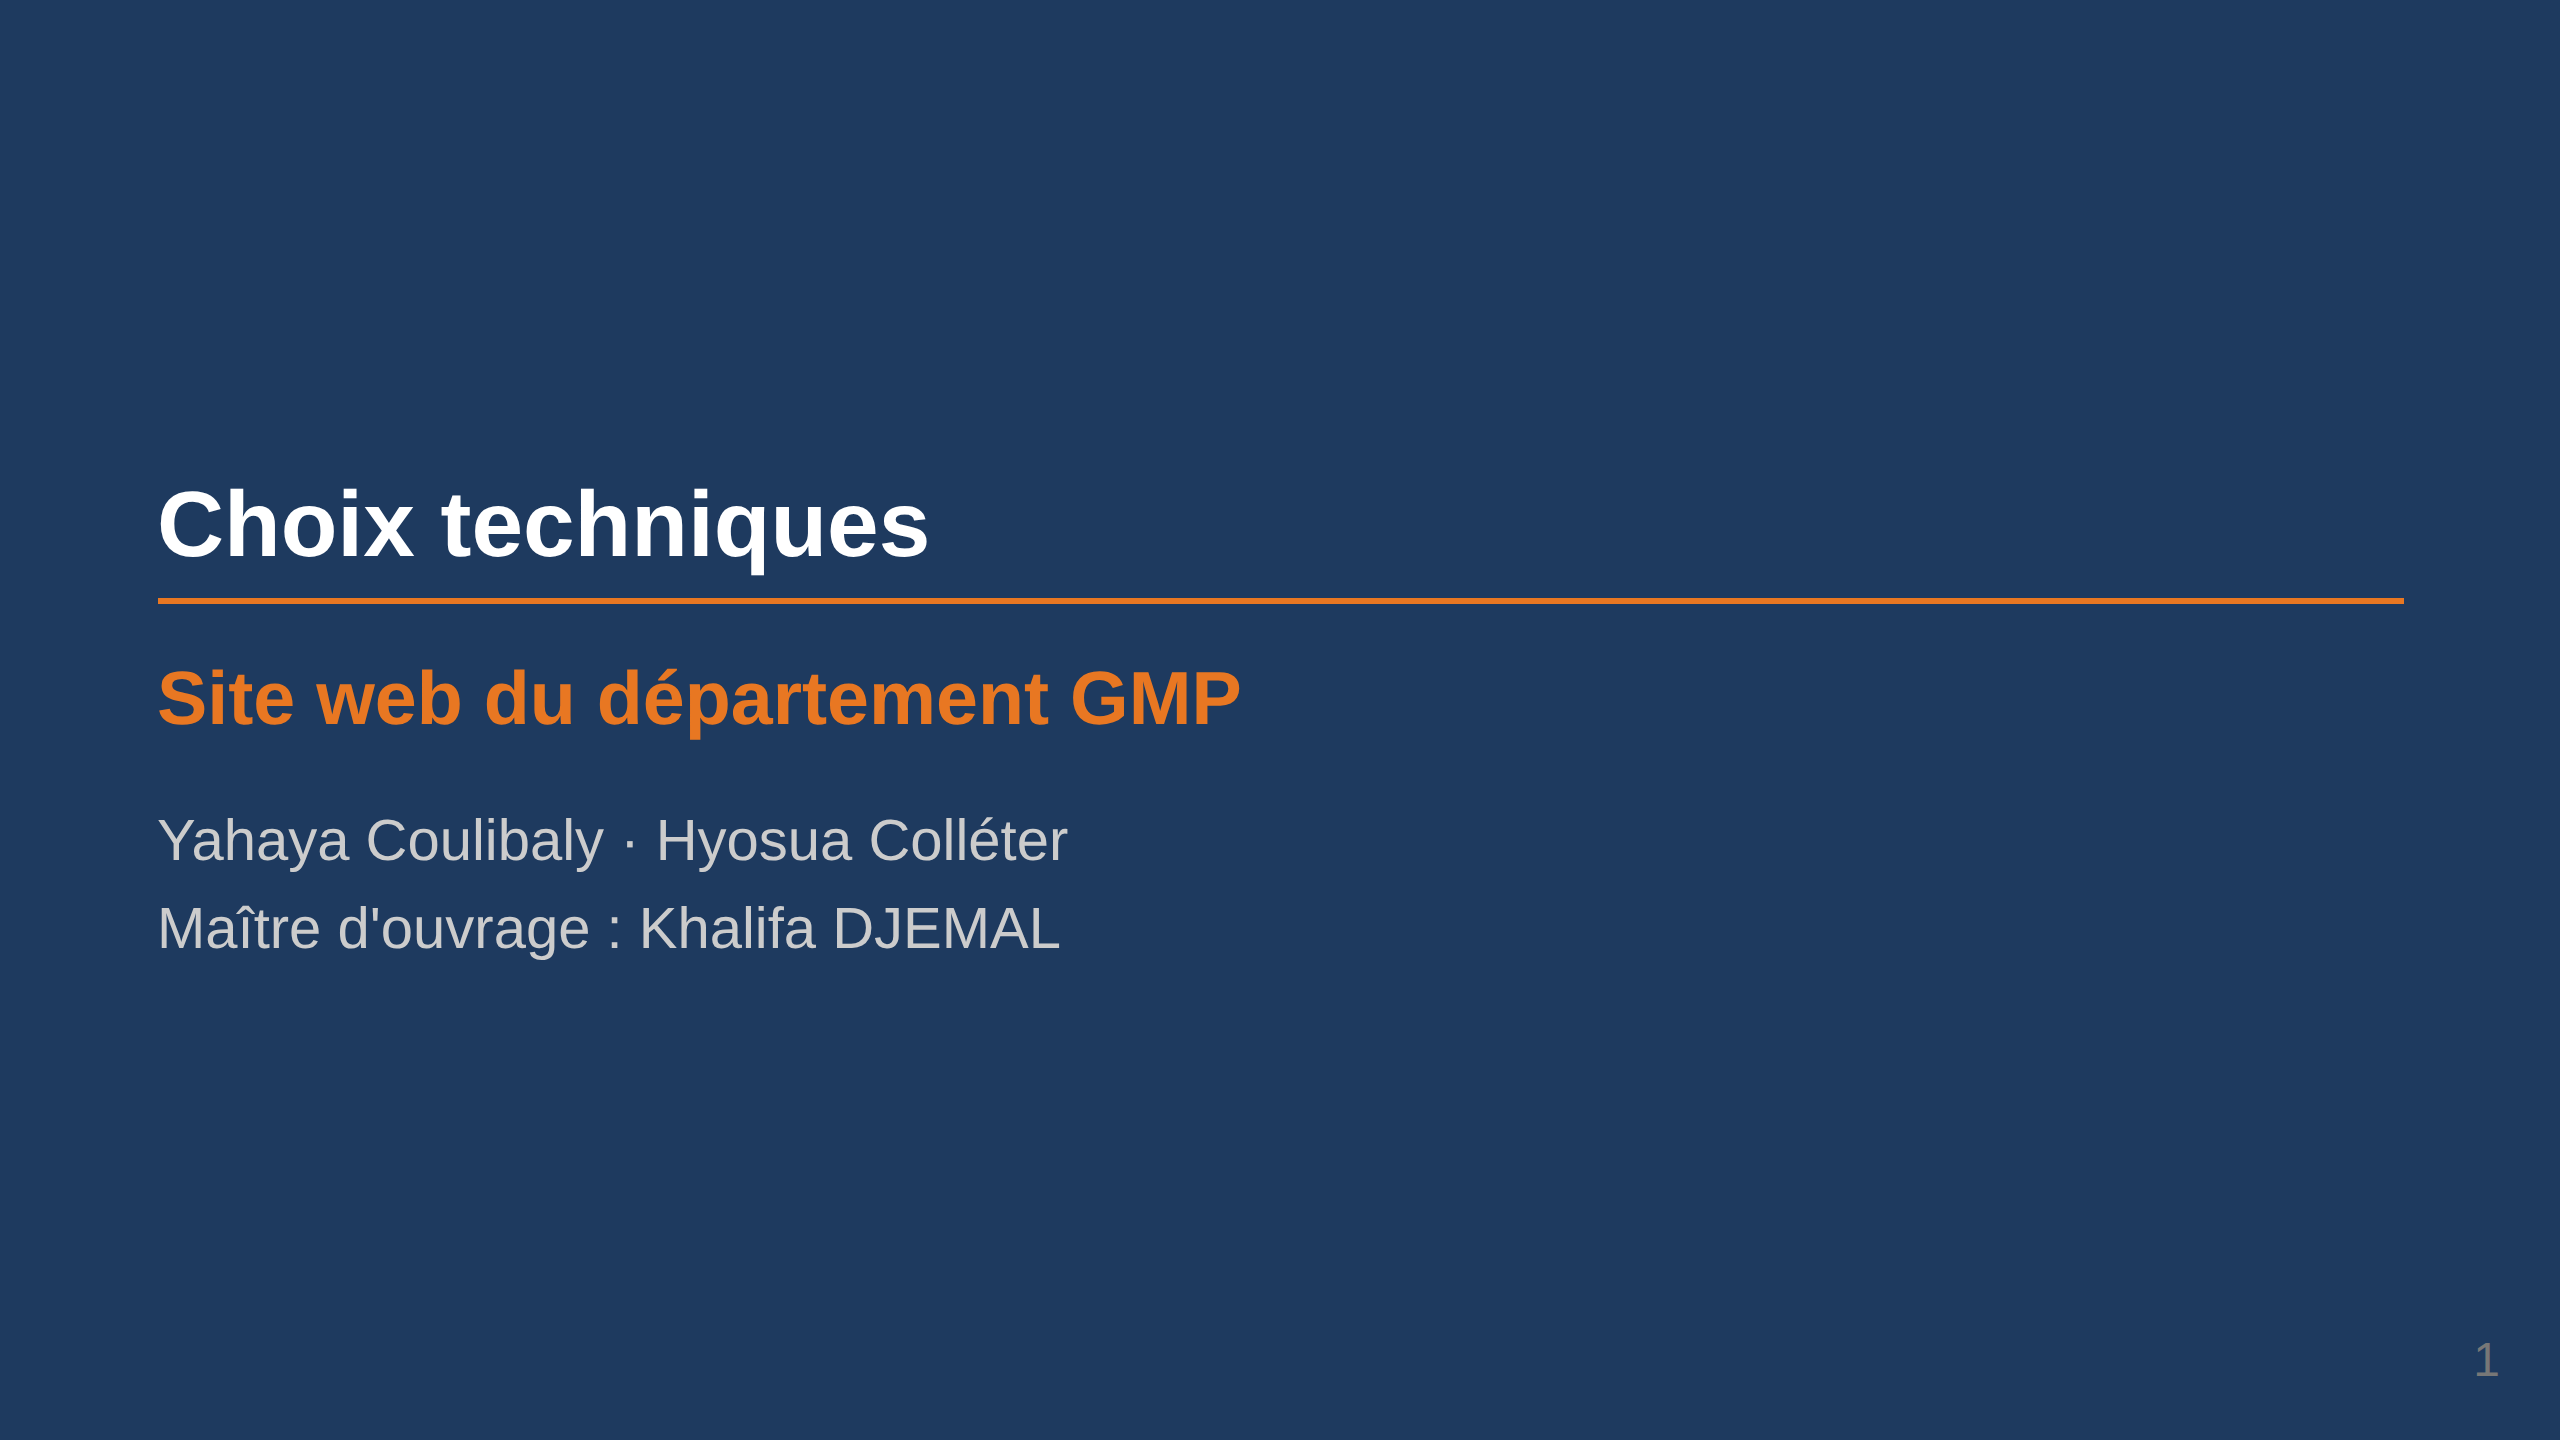 Choix techniques
Site web du département GMP
Yahaya Coulibaly · Hyosua Colléter
Maître d'ouvrage : Khalifa DJEMAL
1